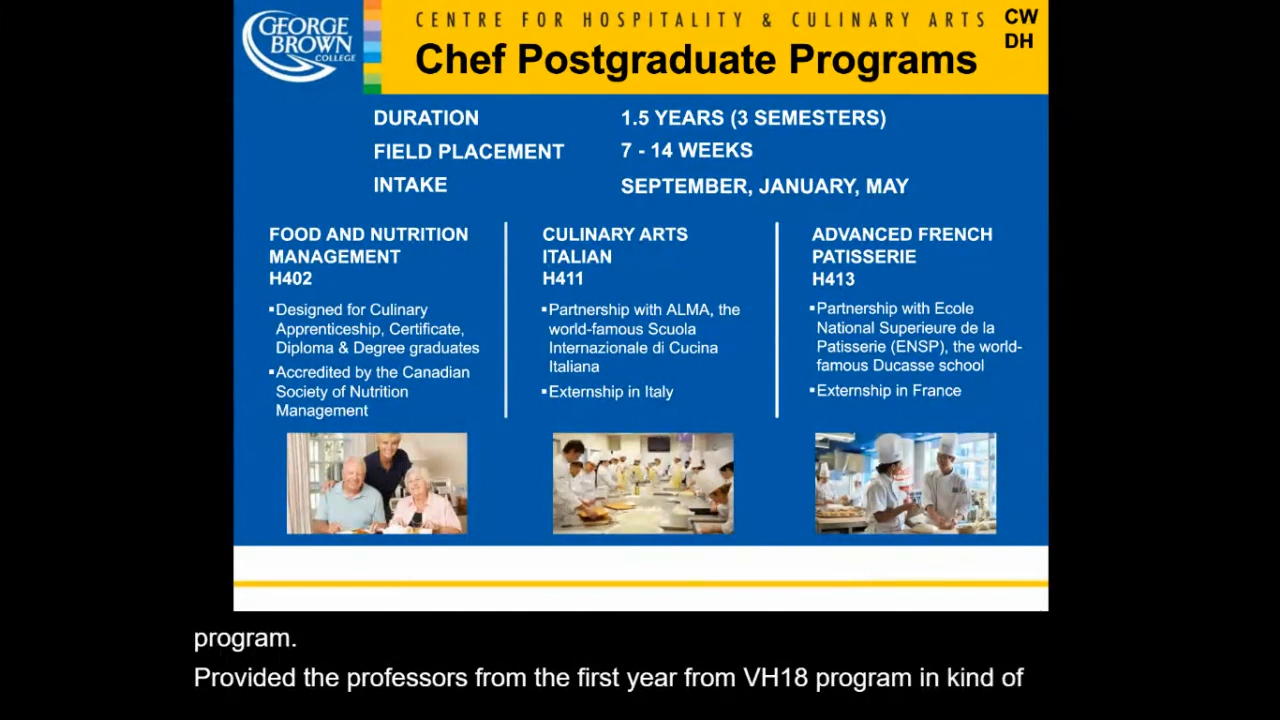 GEORGE
BROWN
COLLEGE
CENTRE FOR HOSPITALITY & CULINARY ARTS
Chef Postgraduate Programs
CW
DH
DURATION 1.5 YEARS (3 SEMESTERS)
FIELD PLACEMENT 7 - 14 WEEKS
INTAKE SEPTEMBER, JANUARY, MAY
FOOD AND NUTRITION
MANAGEMENT
H402
▪Designed for Culinary
Apprenticeship, Certificate,
Diploma & Degree graduates
▪Accredited by the Canadian
Society of Nutrition
Management
CULINARY ARTS
ITALIAN
H411
▪Partnership with ALMA, the
world-famous Scuola
Internazionale di Cucina
Italiana
▪Externship in Italy
ADVANCED FRENCH
PATISSERIE
H413
▪Partnership with Ecole
National Superieure de la
Patisserie (ENSP), the world-
famous Ducasse school
▪Externship in France
program.
Provided the professors from the first year from VH18 program in kind of